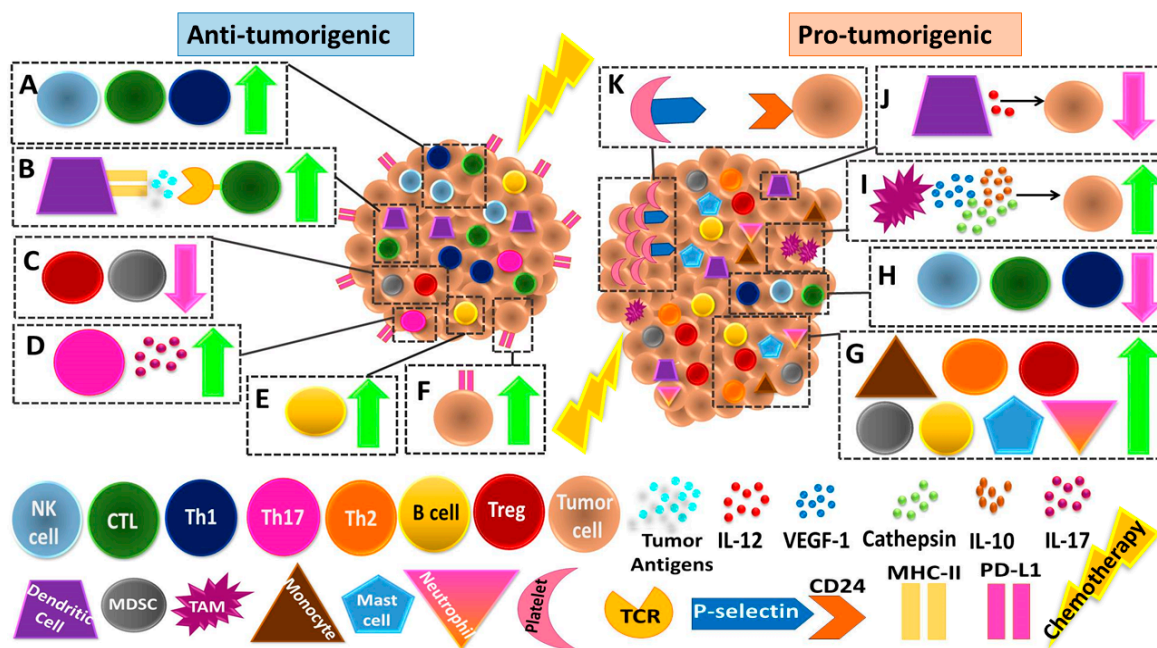 Anti-tumorigenic
Pro-tumorigenic
A
B
C
D
E
F
K
J
I
H
G
NK
cell
CTL
Th1
Th17
Th2
B cell
Treg
Tumor
cell
Tumor
Antigens
IL-12
VEGF-1
Cathepsin
IL-10
IL-17
Dendritic
Cell
MDSC
TAM
Monocyte
Mast
cell
Neutrophil
Platelet
TCR
P-selectin
CD24
MHC-II
PD-L1
Chemotherapy